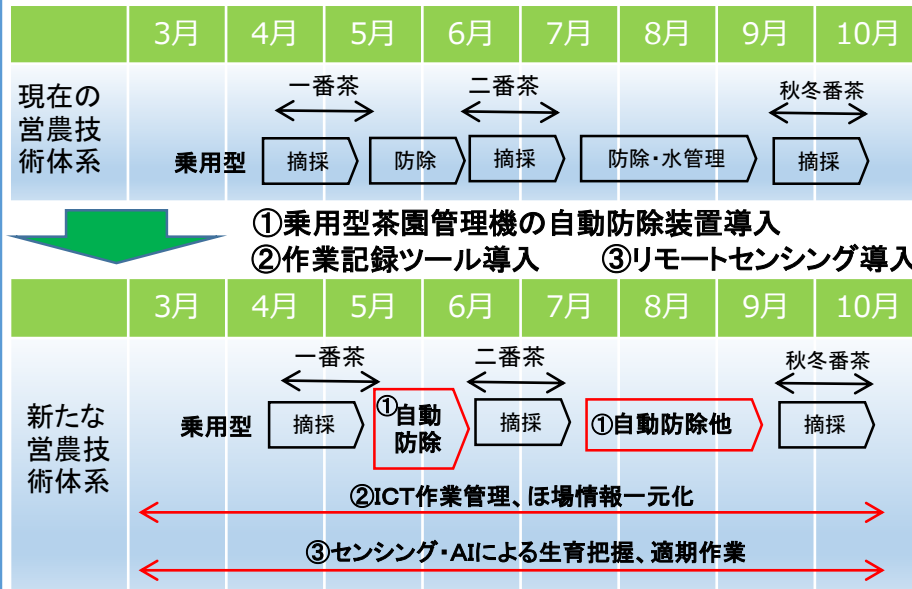 3月 4月 5月 6月 7月 8月 9月 10月
現在の
営農技
術体系
一番茶 二番茶 秋冬番茶
乗用型 摘採 防除 摘採 防除・水管理 摘採
①乗用型茶園管理機の自動防除装置導入
②作業記録ツール導入 ③リモートセンシング導入
3月 4月 5月 6月 7月 8月 9月 10月
新たな
営農技
術体系
一番茶 二番茶 秋冬番茶
乗用型 摘採 ①自動
防除 摘採 ①自動防除他 摘採
②ICT作業管理、ほ場情報一元化
③センシング・AIによる生育把握、適期作業